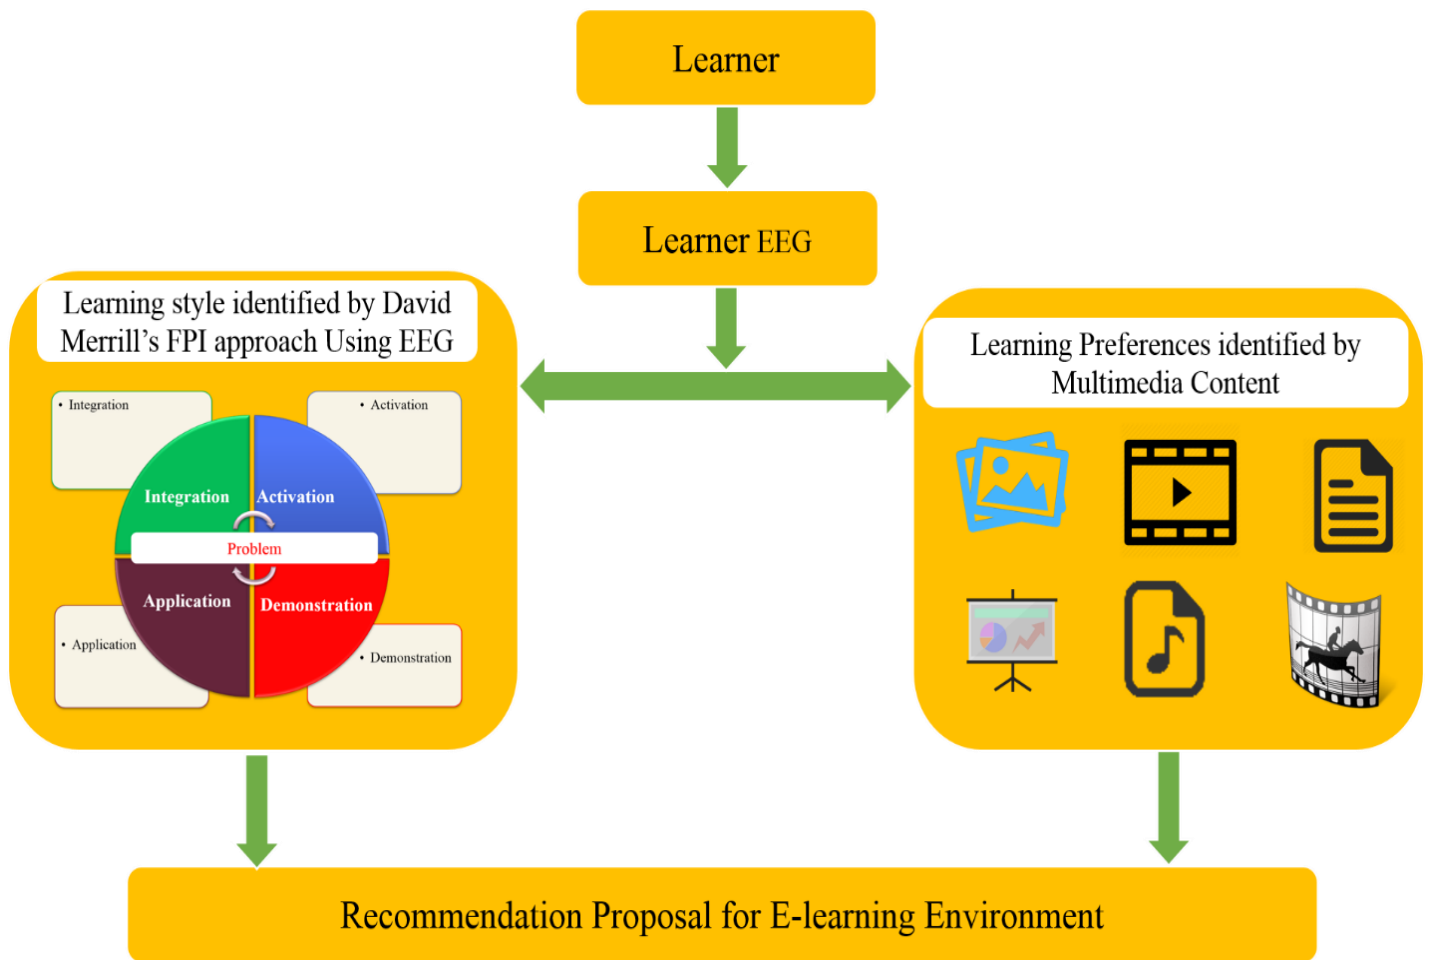 Learner
Learner EEG
Learning style identified by David
Merrill’s FPI approach Using EEG
• Integration
• Activation
Integration
Activation
Problem
Application
Demonstration
• Application
• Demonstration
Learning Preferences identified by
Multimedia Content
Recommendation Proposal for E-learning Environment